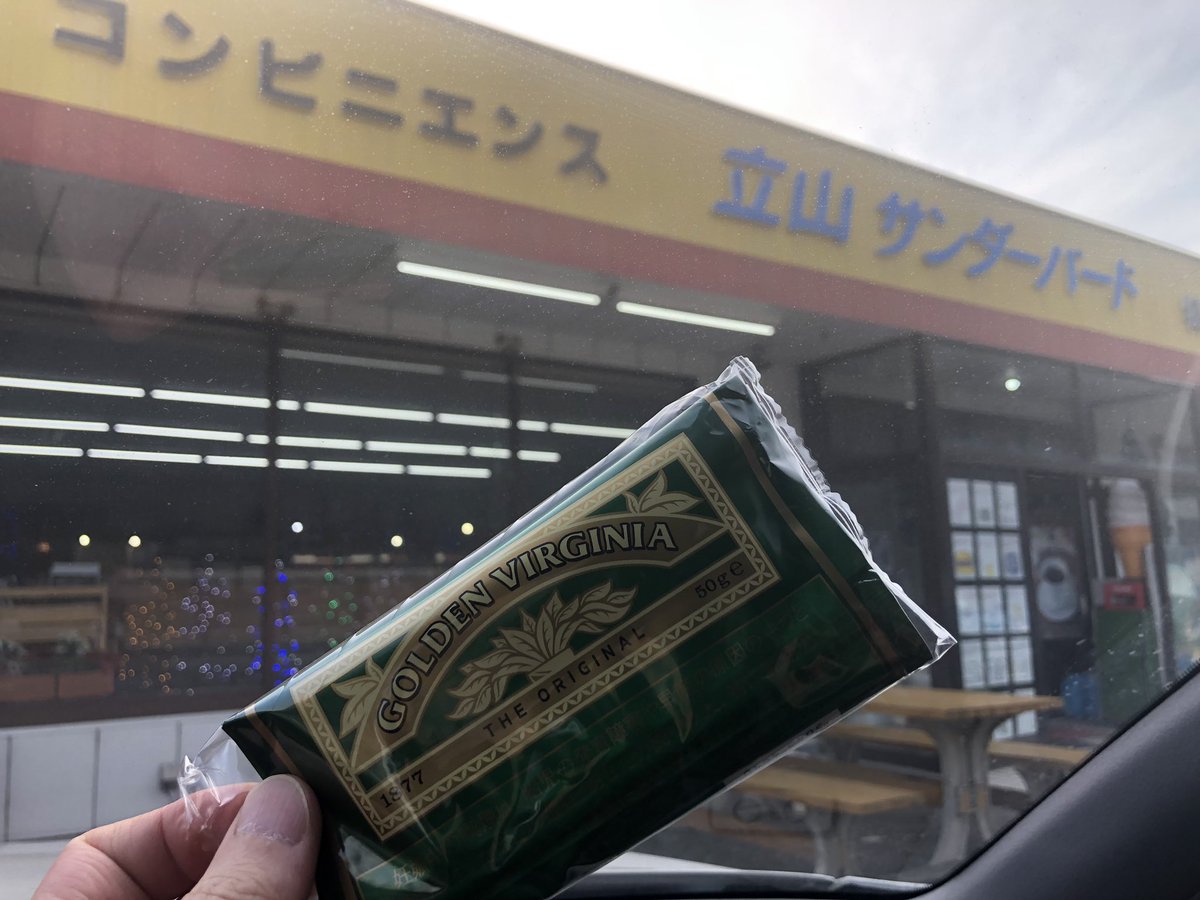 コンビニエンス 立山 サンダーバード
GOLDEN VIRGINIA
THE ORIGINAL
50g e
1877